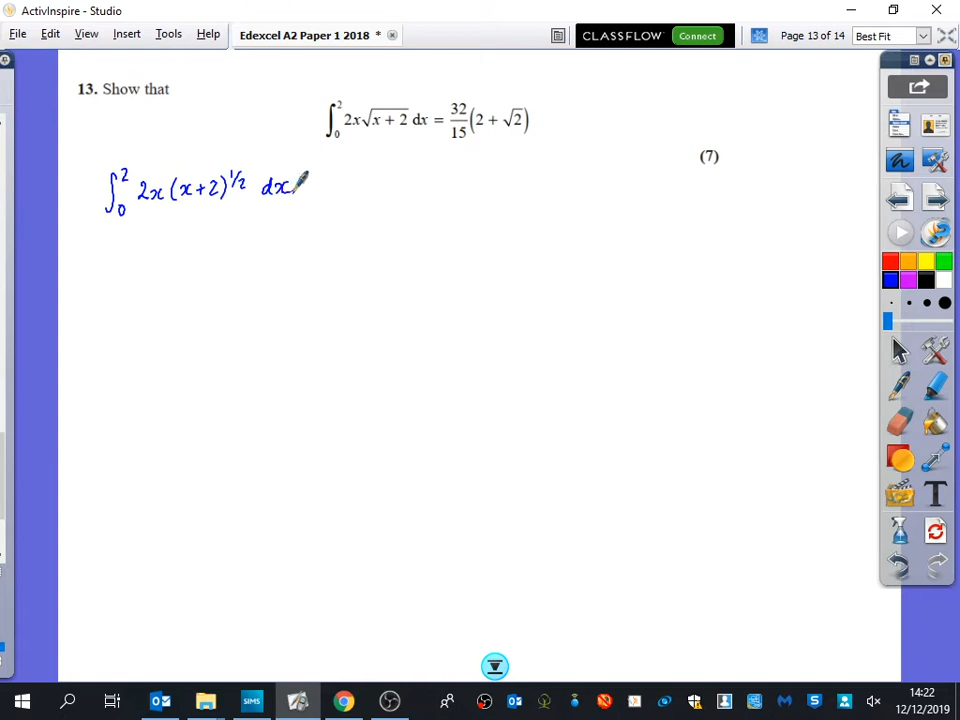 ActivInspire - Studio
File Edit View Insert Tools Help Edexcel A2 Paper 1 2018 * CLASSFLOW Connect Page 13 of 14 Best Fit
13. Show that
∫₀² 2x√(x + 2) dx = 32/15 (2 + √2)
(7)
∫₀² 2x(x+2)^1/2 dx
T
SIMS
14:22
12/12/2019